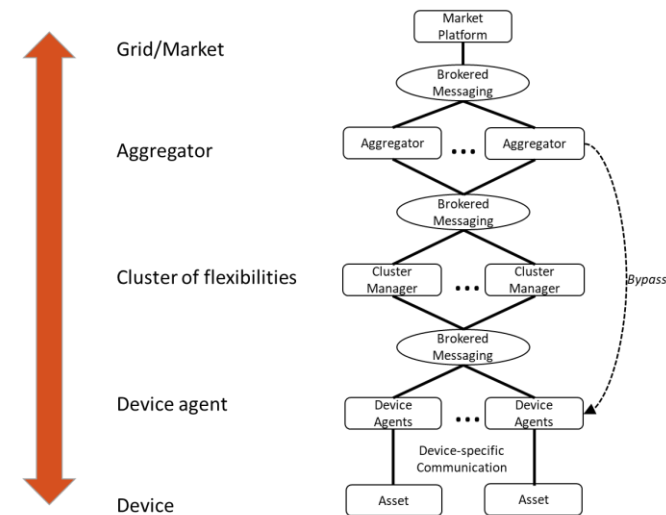 Grid/Market
Market
Platform
Brokered
Messaging
Aggregator
Aggregator
•••
Aggregator
Brokered
Messaging
Cluster of flexibilities
Cluster
Manager
•••
Cluster
Manager
Bypass
Brokered
Messaging
Device agent
Device
Agents
•••
Device
Agents
Device-specific
Communication
Device
Asset
Asset